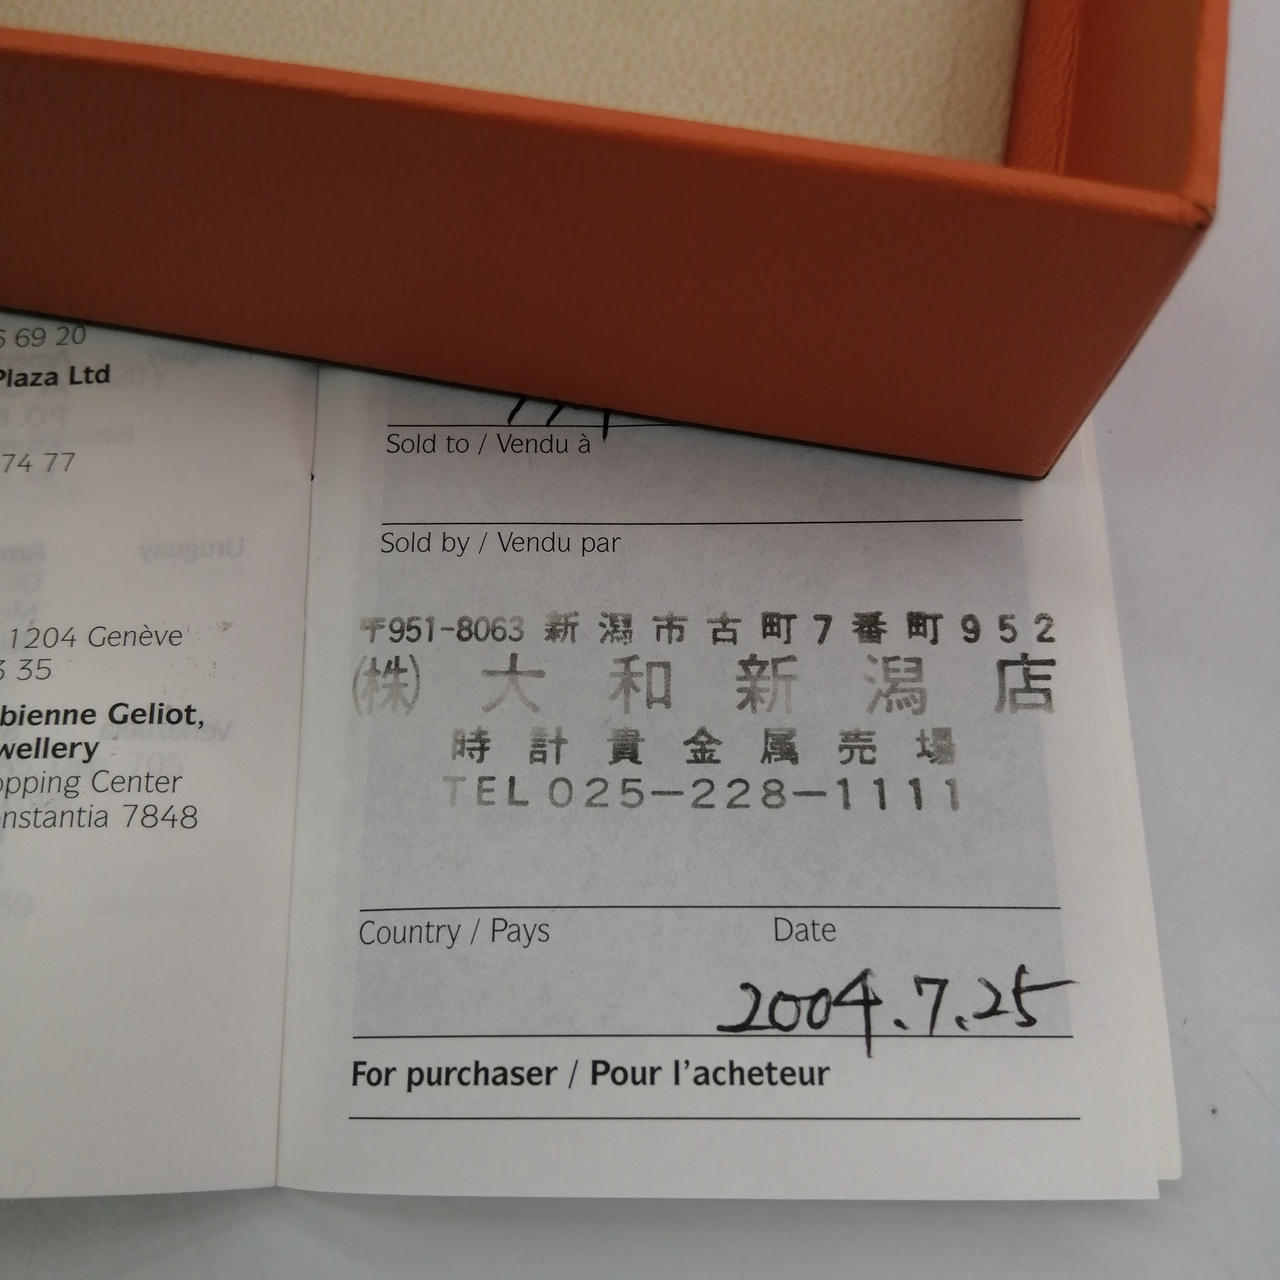 6 69 20
Plaza Ltd
74 77
1204 Genève
3 35
bienne Geliot,
wellery
opping Center
nstantia 7848
Sold to / Vendu à
Sold by / Vendu par
〒951-8063 新潟市古町7番町952
(株) 大和新潟店
時計貴金属売場
TEL 025-228-1111
Country / Pays Date
2004.7.25
For purchaser / Pour l'acheteur